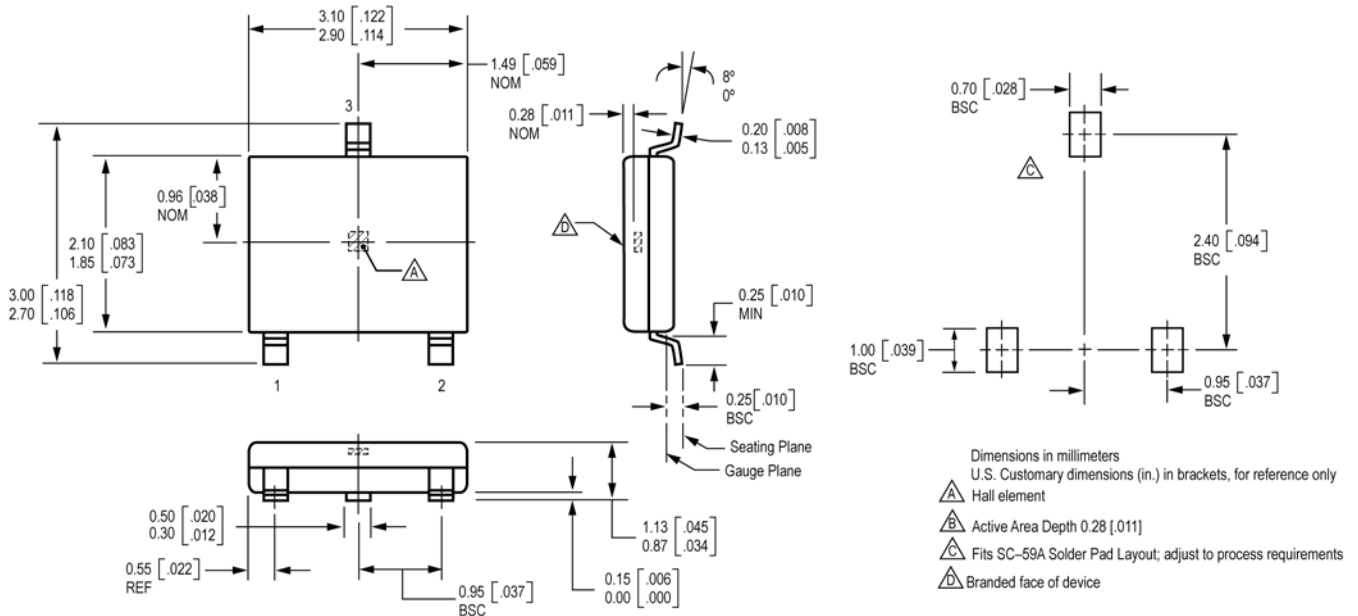 3.10 [.122
2.90 .114]
1.49 [.059]
NOM
3
0.96 [.038]
NOM
2.10 [.083
1.85 .073]
3.00 [.118
2.70 .106]
A
1
2
8º
0º
0.28 [.011]
NOM
0.20 [.008
0.13 .005]
D
0.25 [.010]
MIN
0.25 [.010]
BSC
Seating Plane
Gauge Plane
0.50 [.020
0.30 .012]
0.55 [.022]
REF
0.95 [.037]
BSC
1.13 [.045
0.87 .034]
0.15 [.006
0.00 .000]
0.70 [.028]
BSC
C
2.40 [.094]
BSC
1.00 [.039]
BSC
0.95 [.037]
BSC
Dimensions in millimeters
U.S. Customary dimensions (in.) in brackets, for reference only
A Hall element
B Active Area Depth 0.28 [.011]
C Fits SC–59A Solder Pad Layout; adjust to process requirements
D Branded face of device